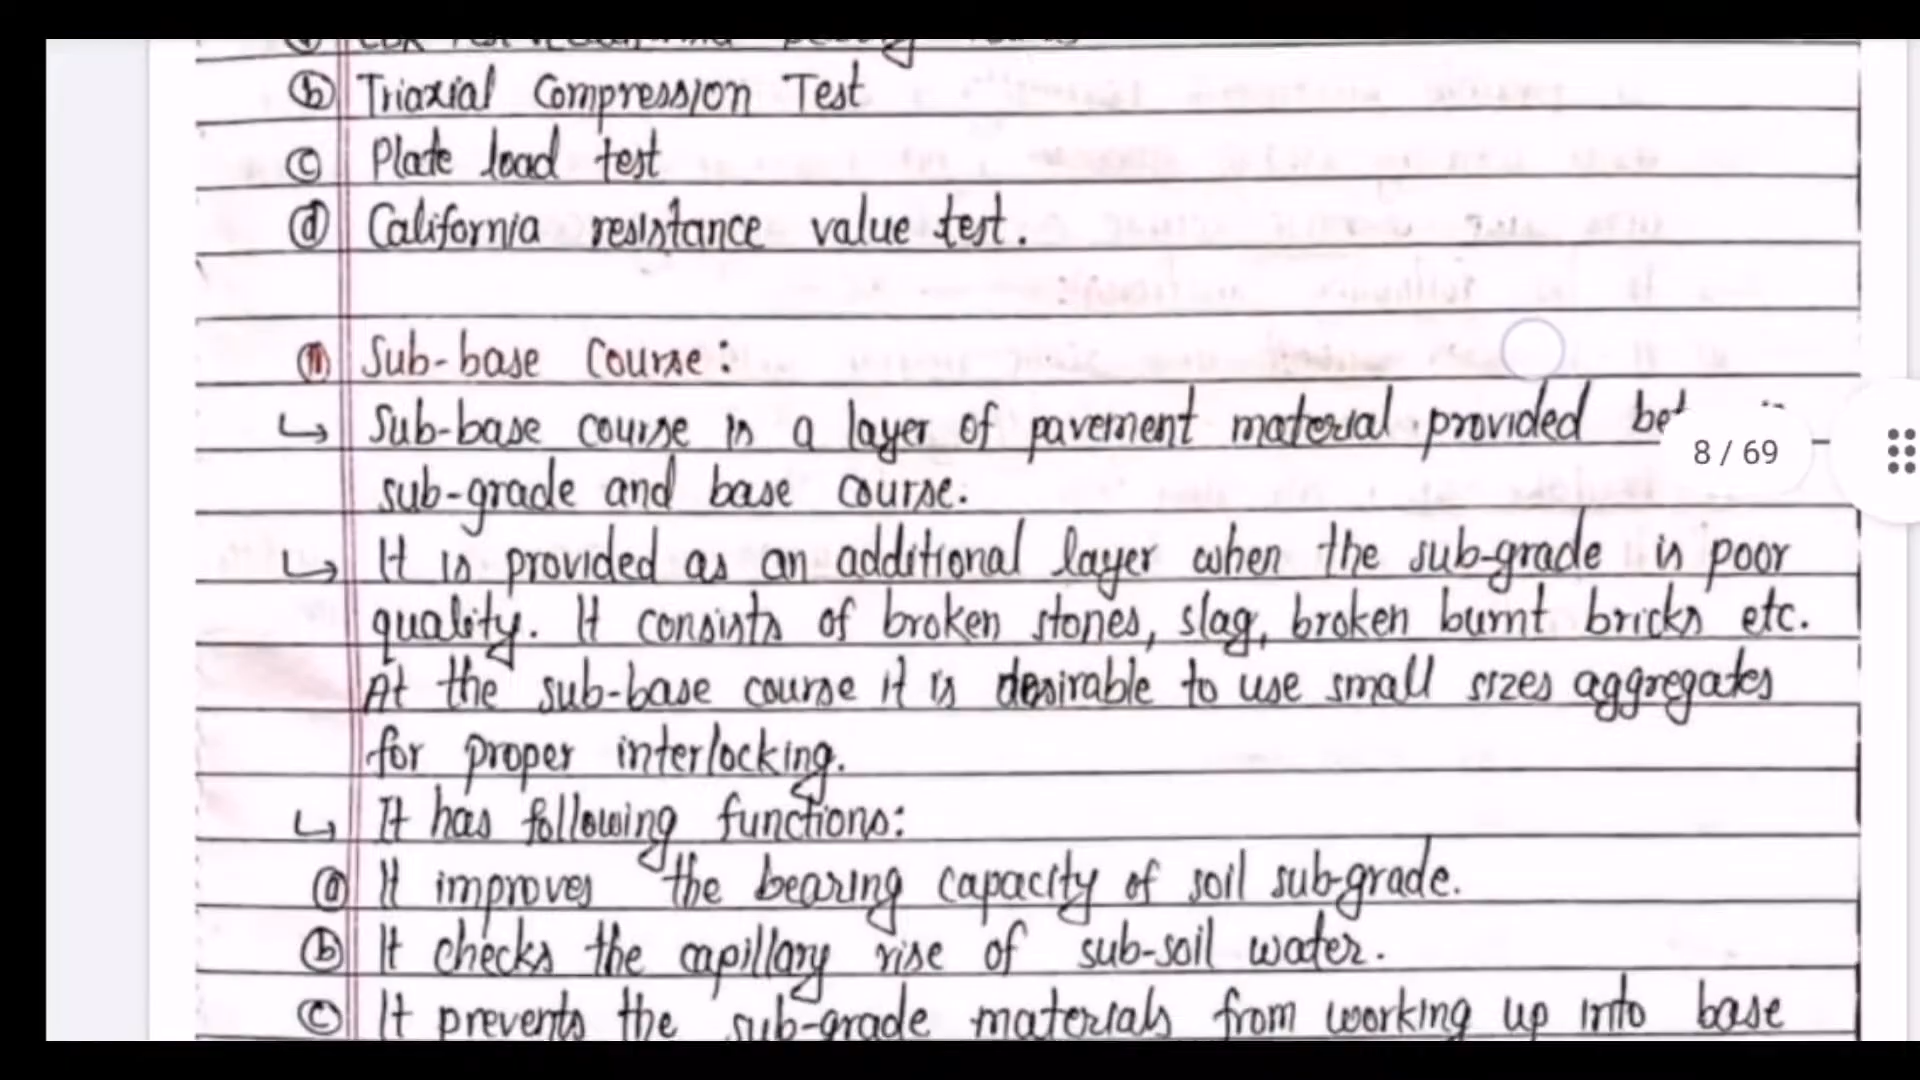 (b) Triaxial Compression Test
(c) Plate load test
(d) California resistance value test.
Sub-base Course:
↳ Sub-base course is a layer of pavement material provided
8 / 69
sub-grade and base course.
↳ It is provided as an additional layer when the sub-grade is poor
quality. It consists of broken stones, slag, broken burnt bricks etc.
At the sub-base course it is desirable to use small sizes aggregates
for proper interlocking.
↳ It has following functions:
(a) It improves the bearing capacity of soil sub-grade.
(b) It checks the capillary rise of sub-soil water.
(c) It prevents the sub-grade materials from working up into base